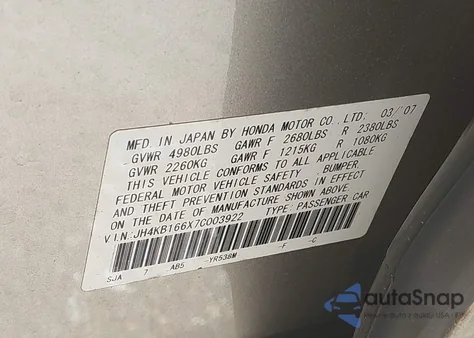 MFD. IN JAPAN BY HONDA MOTOR CO., LTD. 03/'07
GVWR 4980LBS GAWR F 2680LBS R 2380LBS
GVWR 2260KG GAWR F 1215KG R 1080KG
THIS VEHICLE CONFORMS TO ALL APPLICABLE
FEDERAL MOTOR VEHICLE SAFETY , BUMPER,
AND THEFT PREVENTION STANDARDS IN EFFECT
ON THE DATE OF MANUFACTURE SHOWN ABOVE.
V I N:JH4KB166X7C003922 TYPE:PASSENGER CAR
SJA 7 AB5 -YR538M -F -C
autaSnap